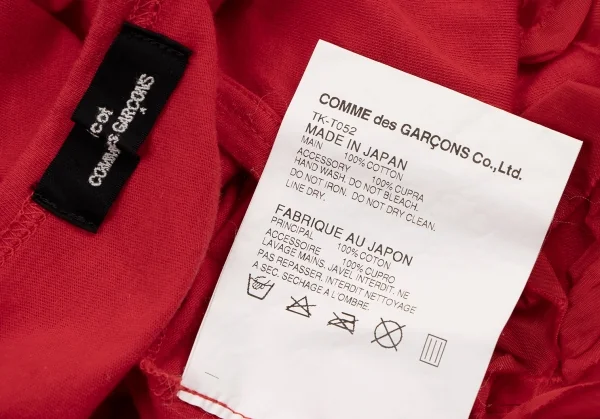 COMME des GARÇONS
COMME des GARÇONS Co.,Ltd.
TK-T052
MADE IN JAPAN
MAIN 100% COTTON
ACCESSORY 100% CUPRA
HAND WASH. DO NOT BLEACH.
DO NOT IRON. DO NOT DRY CLEAN.
LINE DRY.
FABRIQUE AU JAPON
PRINCIPAL 100% COTON
ACCESSOIRE 100% CUPRO
LAVAGE MAINS, JAVEL INTERDIT, NE
PAS REPASSER, INTERDIT NETTOYAGE
A SEC, SECHAGE A L'OMBRE.